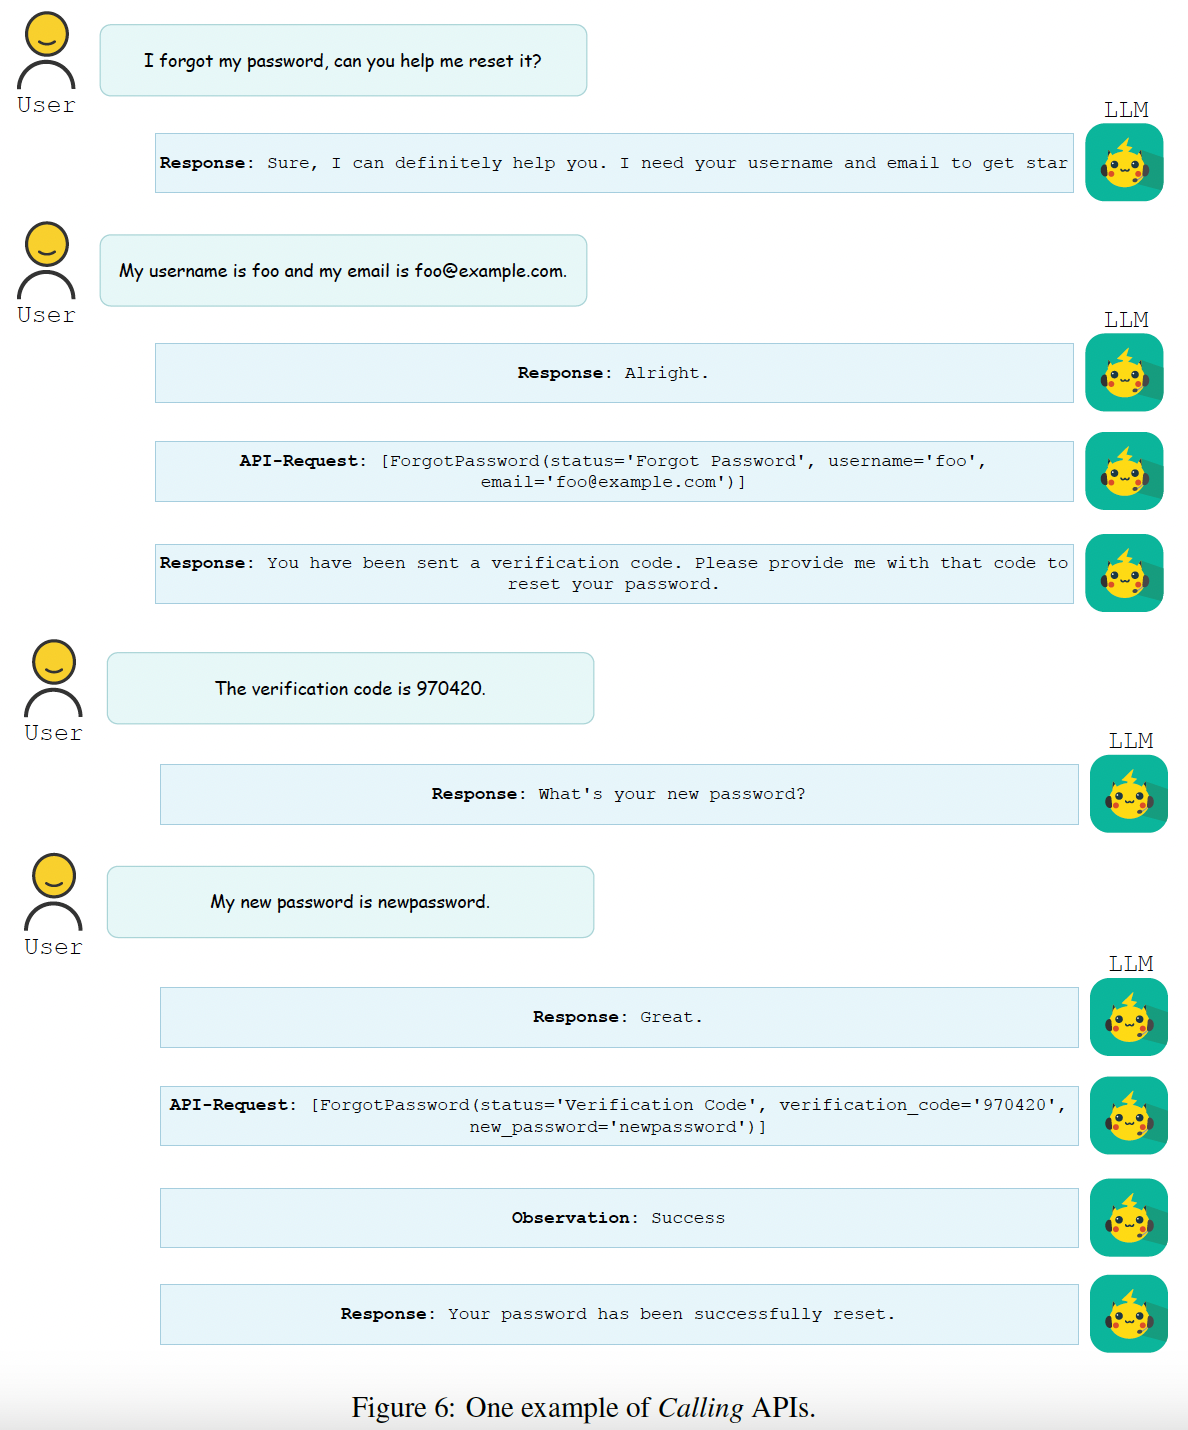 I forgot my password, can you help me reset it?
User
LLM
Response: Sure, I can definitely help you. I need your username and email to get star
My username is foo and my email is foo@example.com.
User
LLM
Response: Alright.
API-Request: [ForgotPassword(status='Forgot Password', username='foo',
email='foo@example.com')]
Response: You have been sent a verification code. Please provide me with that code to
reset your password.
The verification code is 970420.
User
LLM
Response: What's your new password?
My new password is newpassword.
User
LLM
Response: Great.
API-Request: [ForgotPassword(status='Verification Code', verification_code='970420',
new_password='newpassword')]
Observation: Success
Response: Your password has been successfully reset.
Figure 6: One example of Calling APIs.